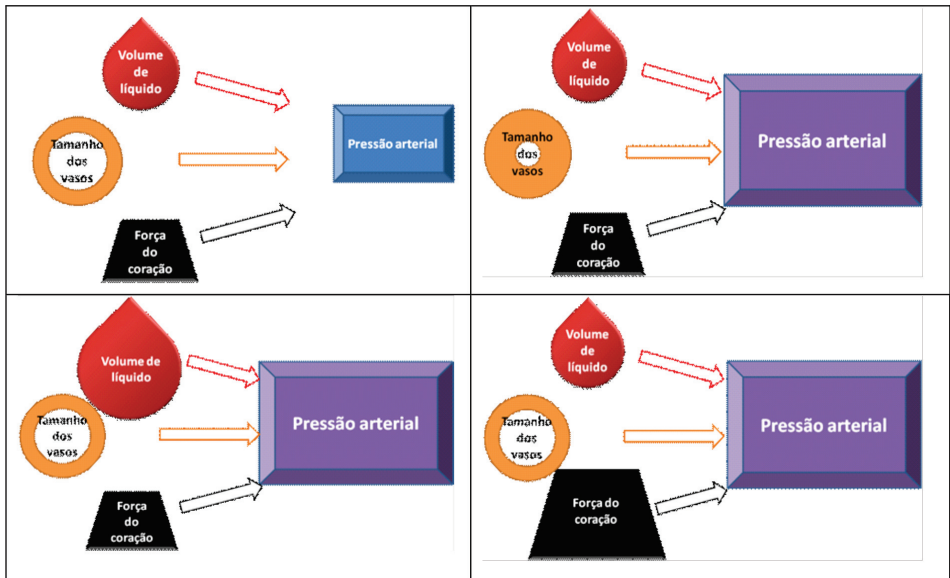 Volume
de
líquido
Tamanho
dos
vasos
Força
do
coração
Pressão arterial
Volume
de
líquido
Tamanho
dos
vasos
Força
do
coração
Pressão arterial
Volume de
líquido
Tamanho
dos
vasos
Força
do
coração
Pressão arterial
Volume
de
líquido
Tamanho
dos
vasos
Força do
coração
Pressão arterial